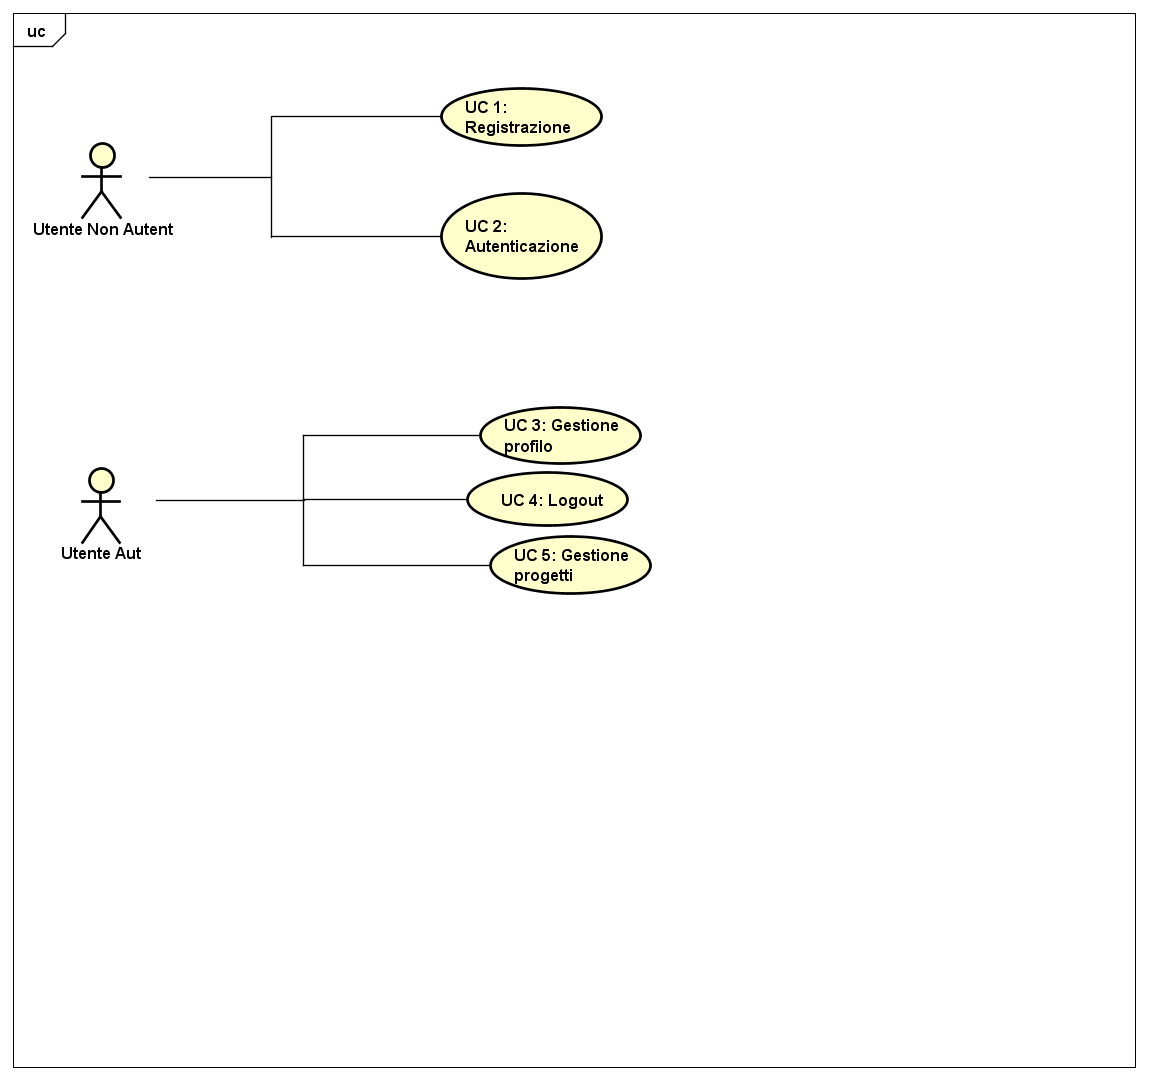 uc
UC 1:
Registrazione
Utente Non Autent
UC 2:
Autenticazione
UC 3: Gestione
profilo
UC 4: Logout
Utente Aut
UC 5: Gestione
progetti